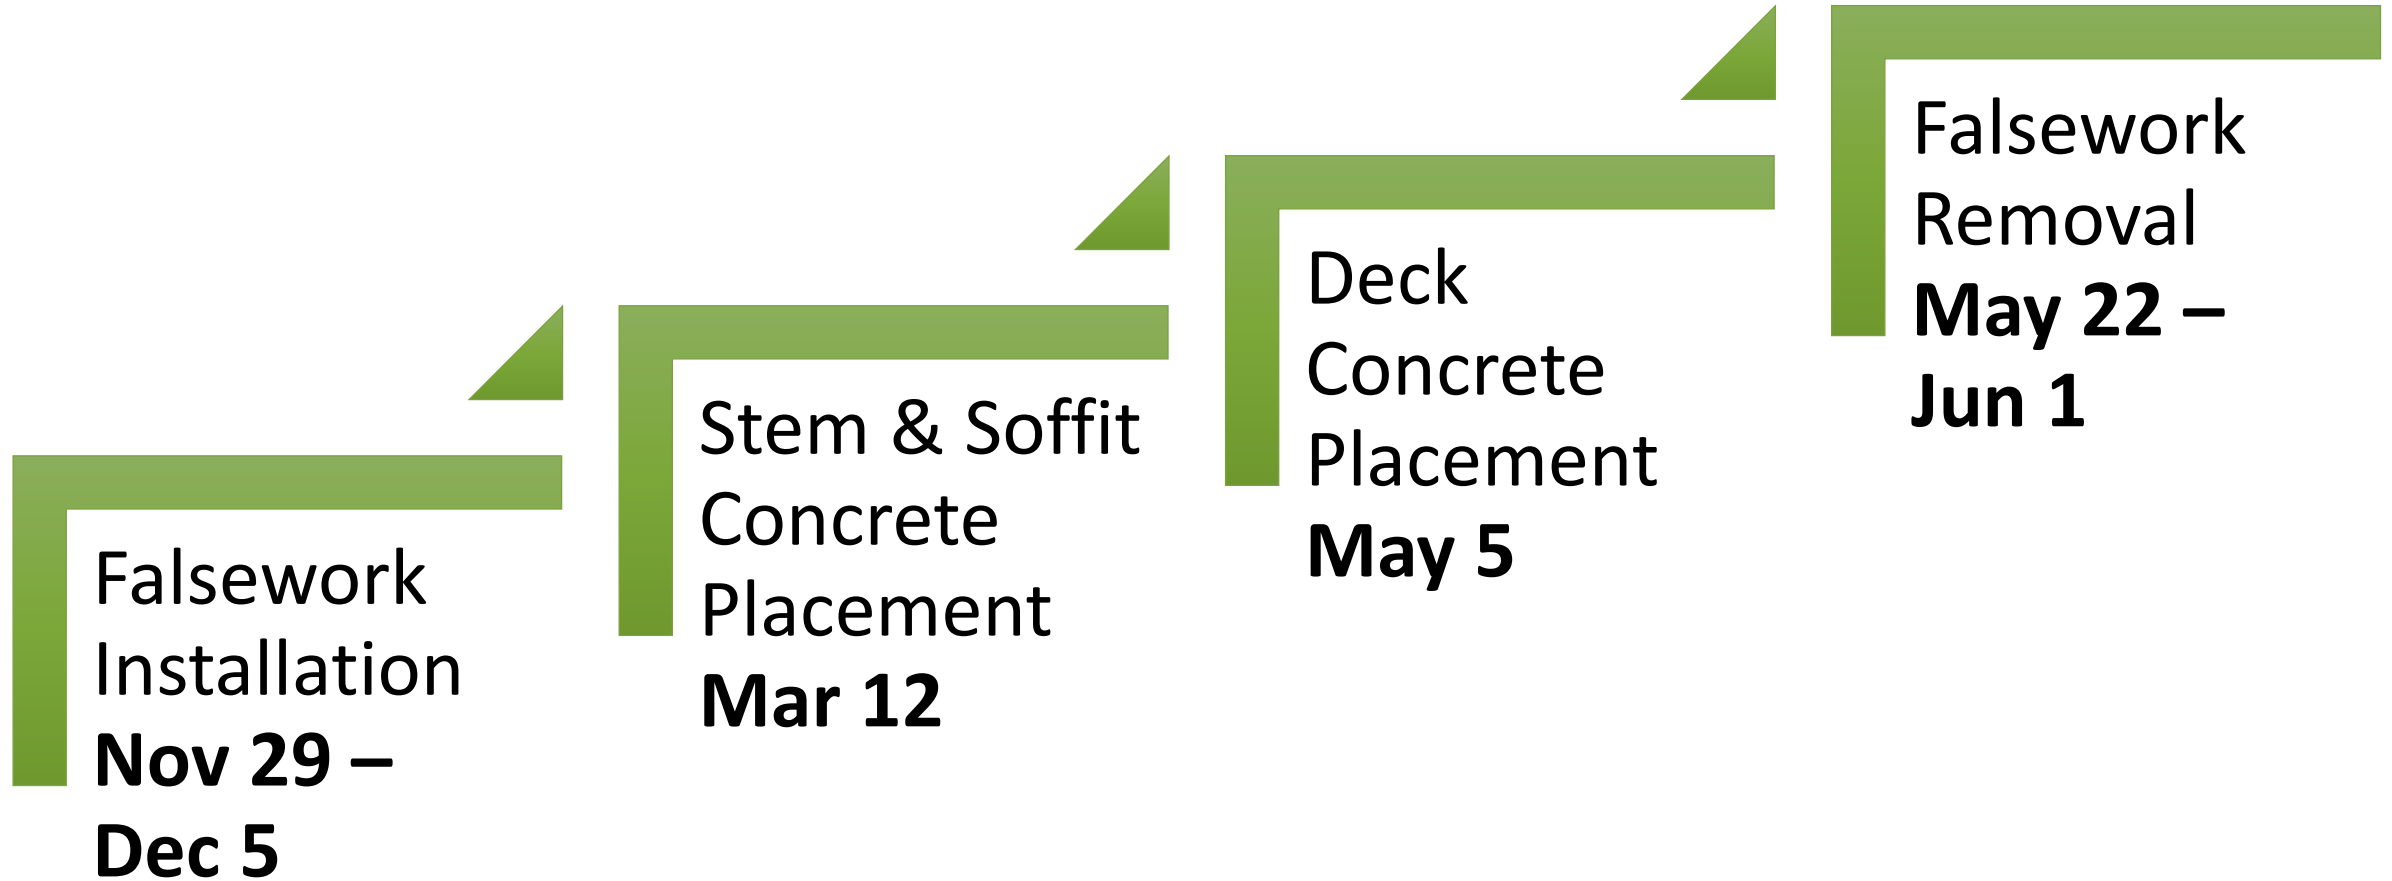 Falsework
Installation
Nov 29 –
Dec 5
Stem & Soffit
Concrete
Placement
Mar 12
Deck
Concrete
Placement
May 5
Falsework
Removal
May 22 –
Jun 1